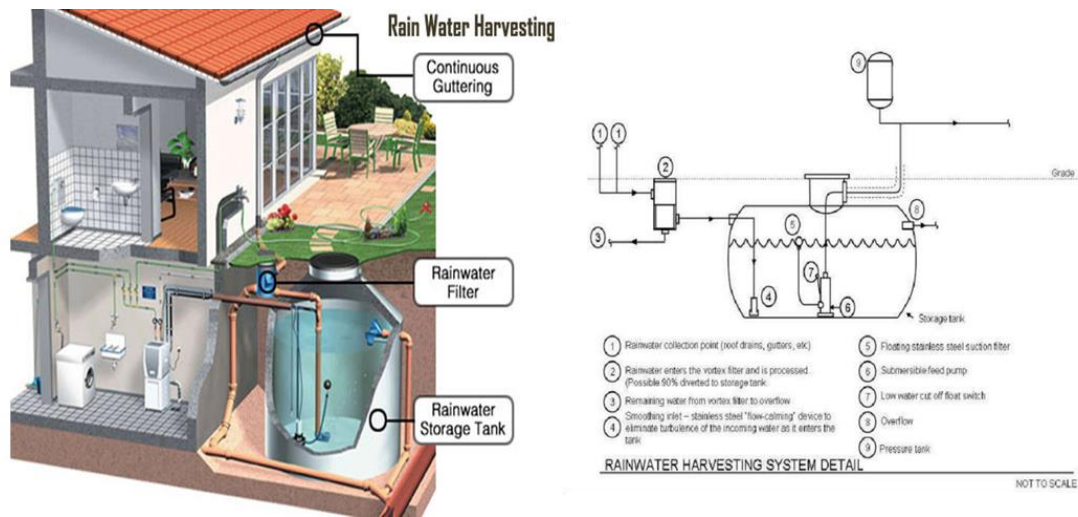 Rain Water Harvesting
Continuous
Guttering
Rainwater
Filter
Rainwater
Storage Tank
9
1 1
2
Grade
3
5
8
7
4
6
Storage tank
1 Rainwater collection point (roof drains, gutters, etc)
2 Rainwater enters the vortex filter and is processed.
(Possible 90% diverted to storage tank
3 Remaining water from vortex filter to overflow
4 Smoothing inlet – stainless steel "flow-calming" device to
eliminate turbulence of the incoming water as it enters the
tank
5 Floating stainless steel suction filter
6 Submersible feed pump
7 Low water cut off float switch
8 Overflow
9 Pressure tank
RAINWATER HARVESTING SYSTEM DETAIL
NOT TO SCALE